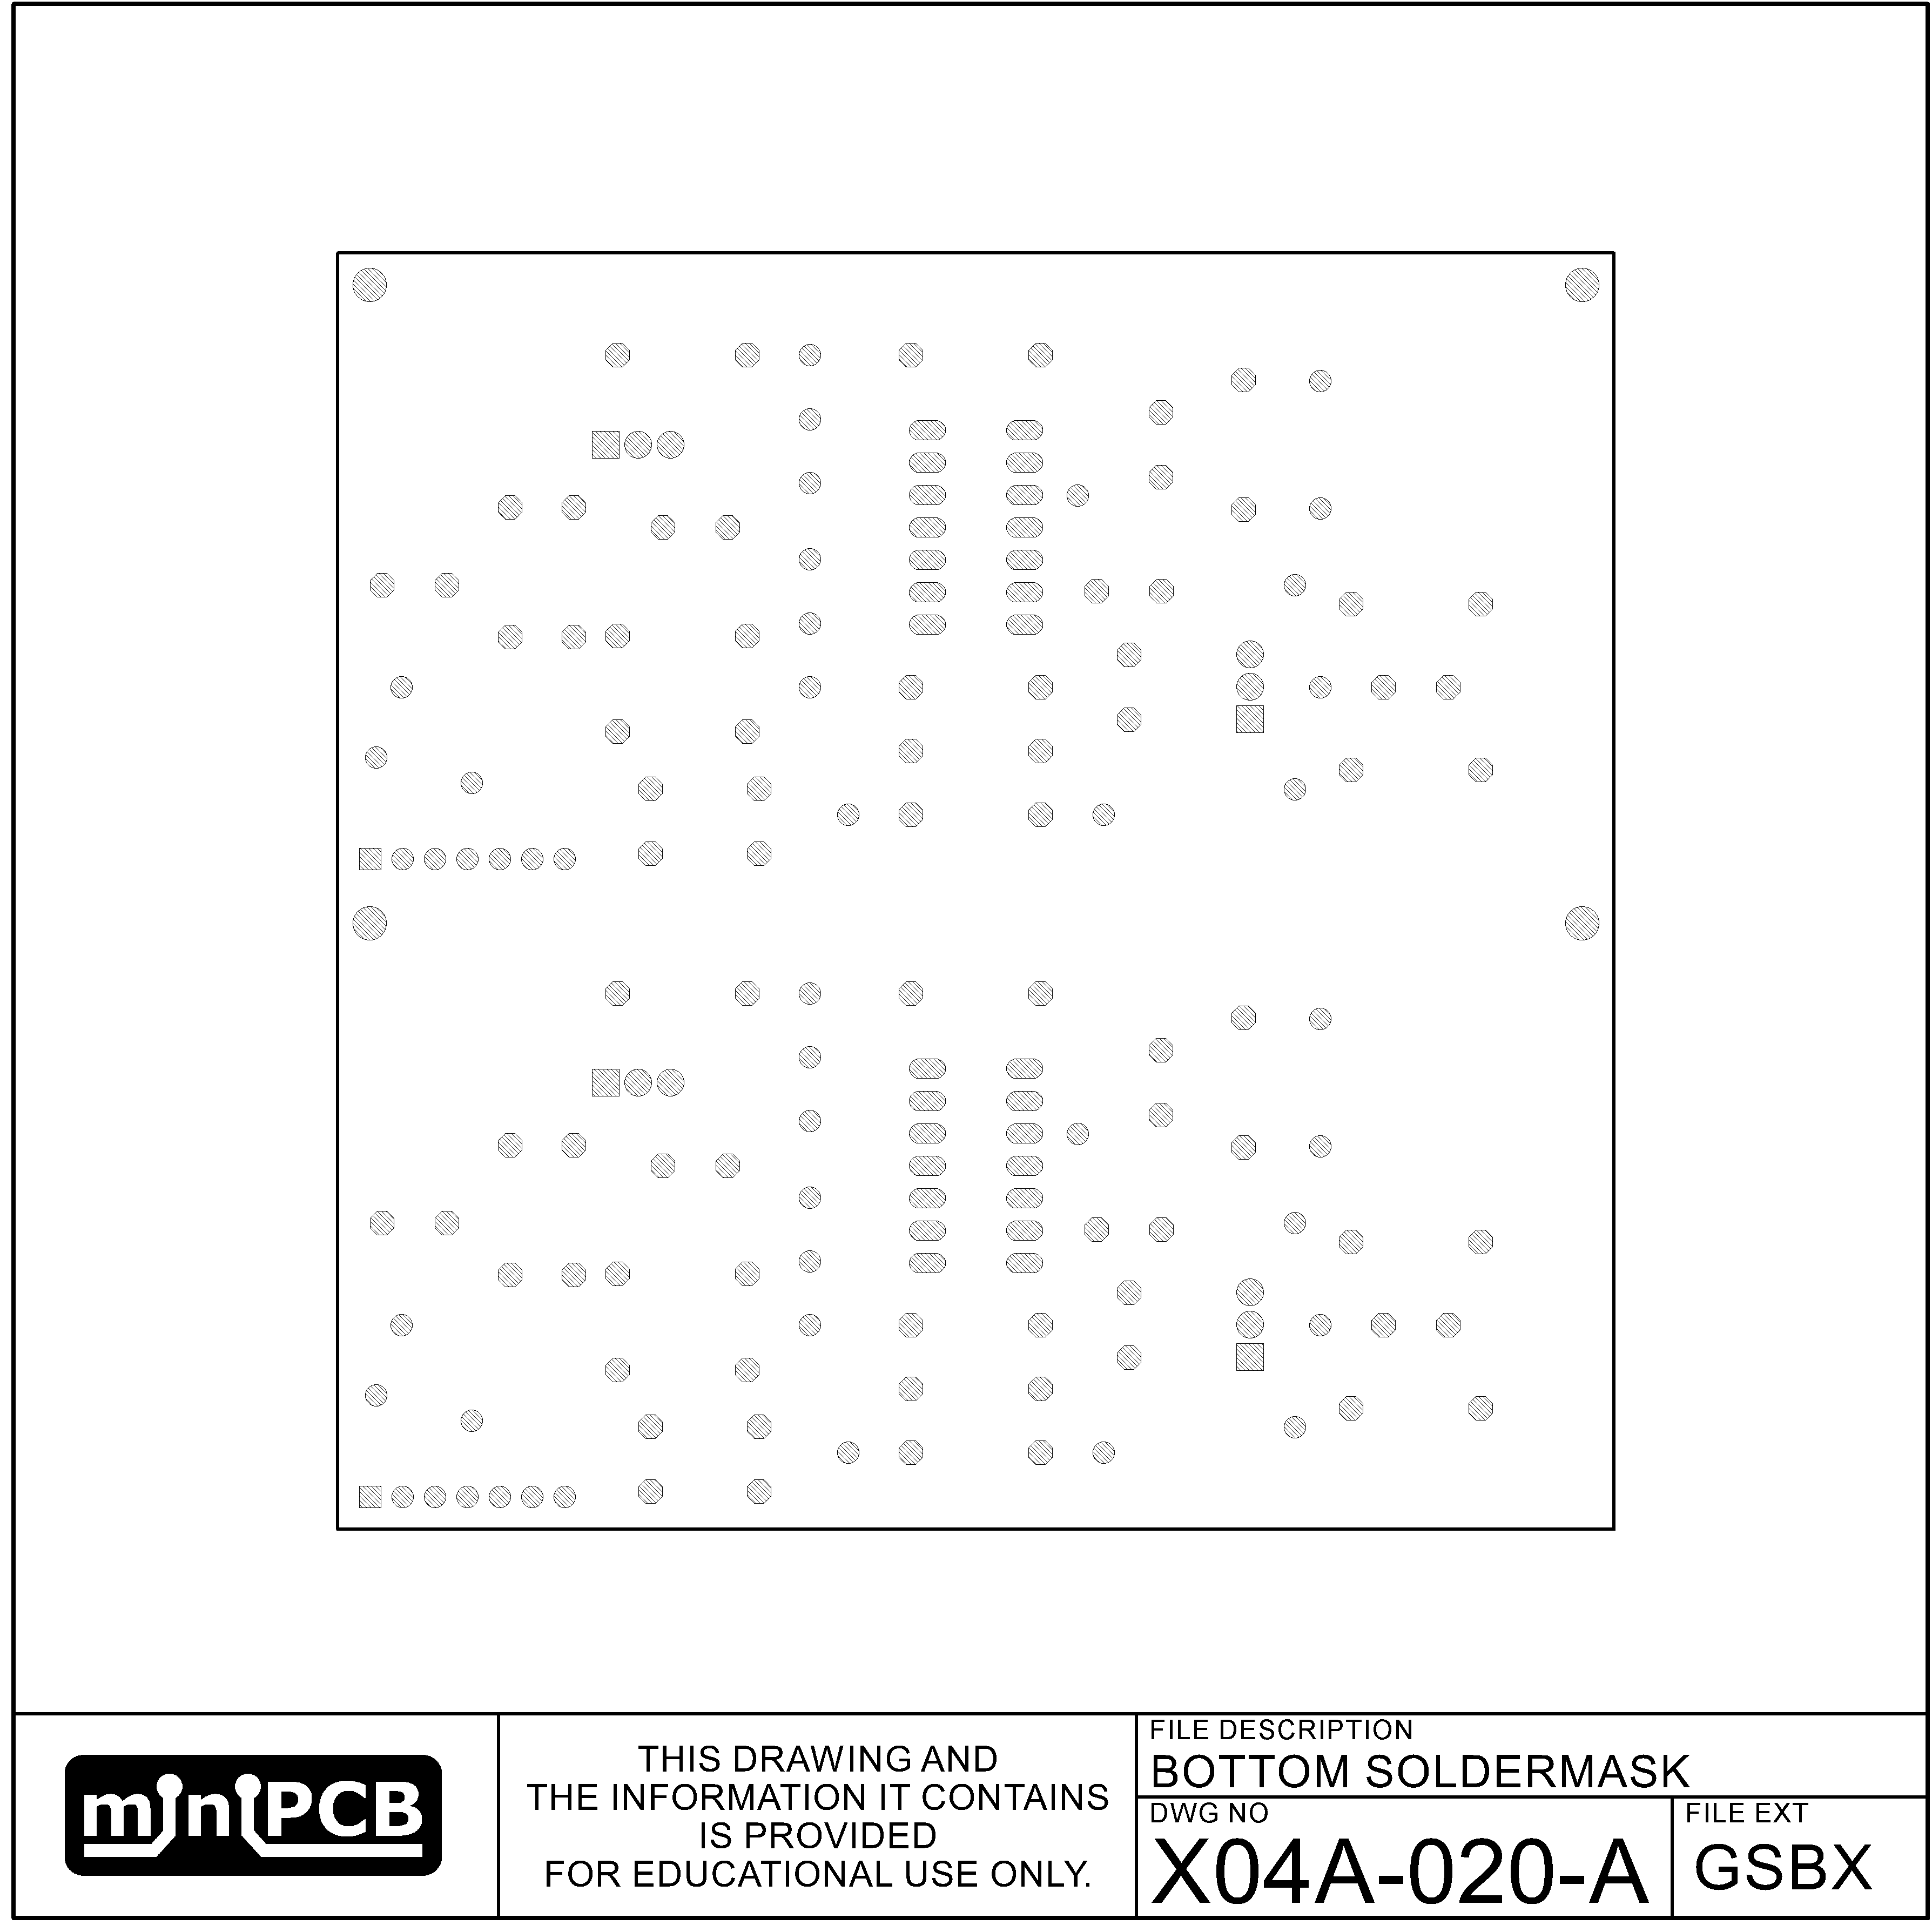 miniPCB
THIS DRAWING AND
THE INFORMATION IT CONTAINS
IS PROVIDED
FOR EDUCATIONAL USE ONLY.
FILE DESCRIPTION
BOTTOM SOLDERMASK
DWG NO
X04A-020-A
FILE EXT
GSBX